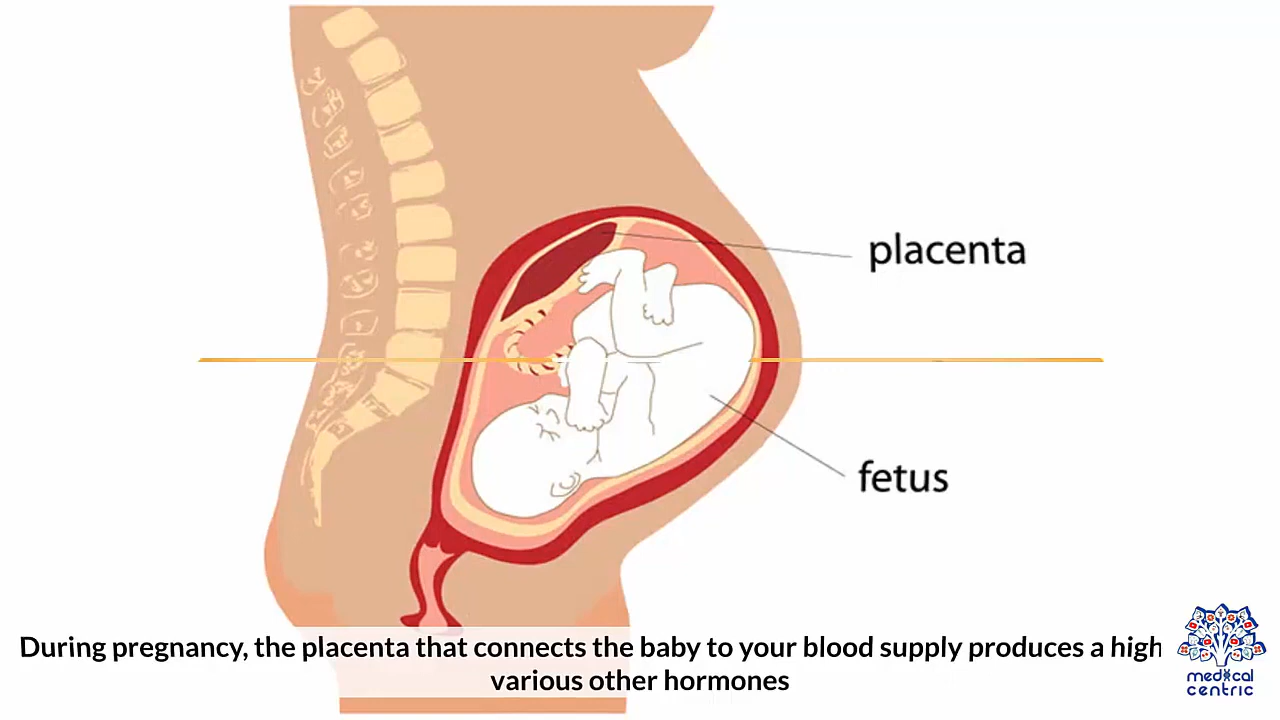 placenta
fetus
During pregnancy, the placenta that connects the baby to your blood supply produces a high
various other hormones
medical
centric